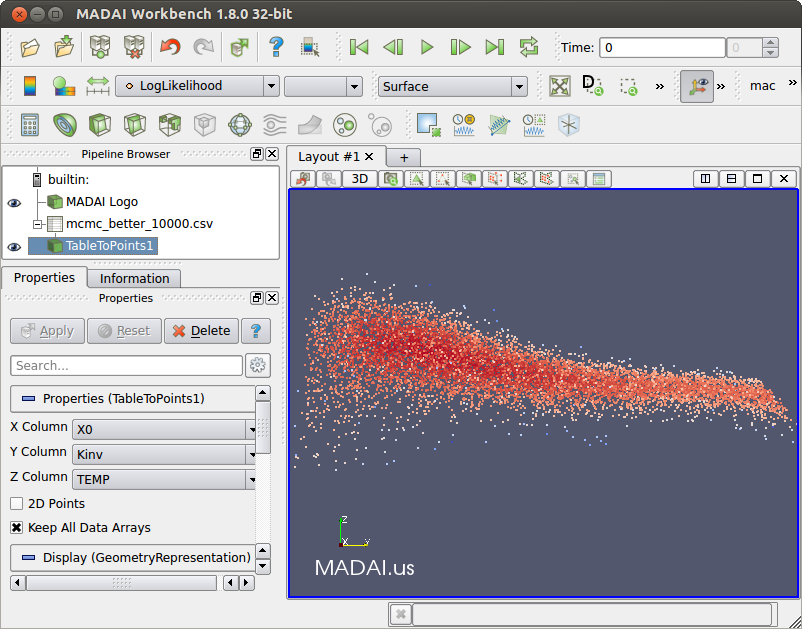 MADAI Workbench 1.8.0 32-bit
?
Time: 0
0
LogLikelihood
Surface
D
»
»
mac
»
Pipeline Browser
builtin:
MADAI Logo
mcmc_better_10000.csv
TableToPoints1
Properties
Information
Properties
Apply
Reset
Delete
?
Search...
Properties (TableToPoints1)
X Column
X0
Y Column
Kinv
Z Column
TEMP
2D Points
Keep All Data Arrays
Display (GeometryRepresentation)
Layout #1
+
3D
Z
X
Y
MADAI.us